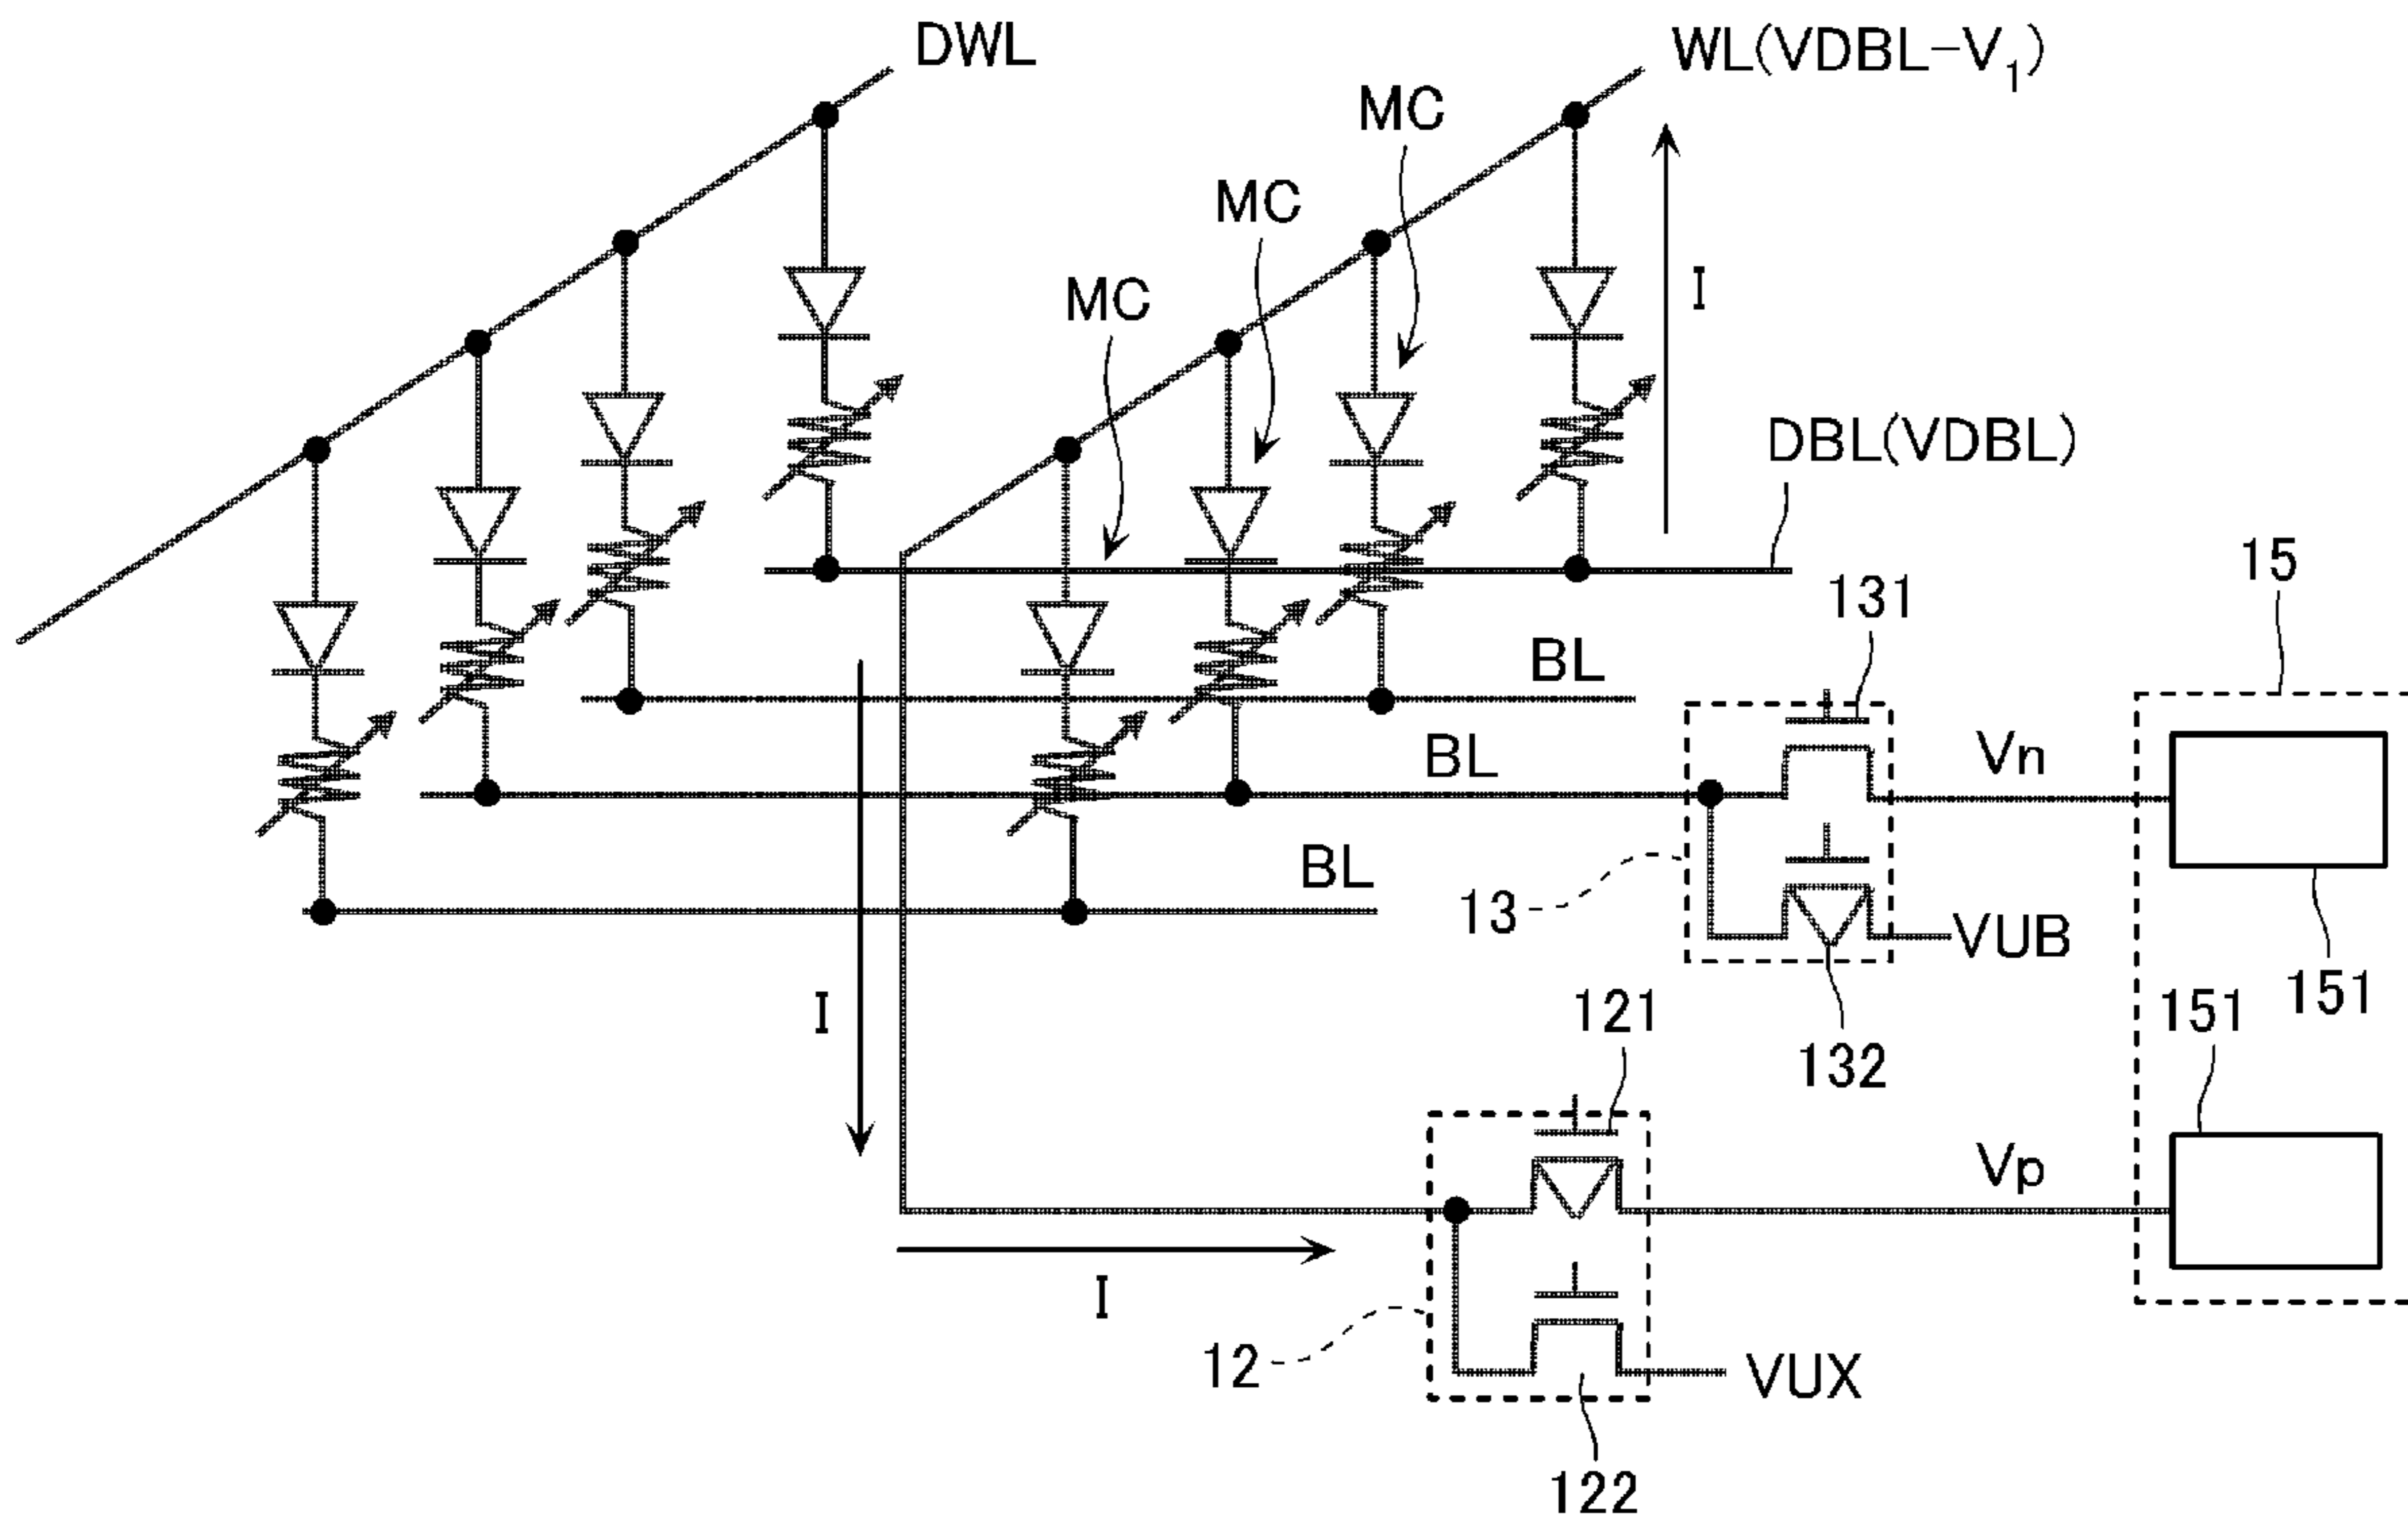 DWL
WL(VDBL-V1)
MC
MC
MC
I
DBL(VDBL)
15
131
BL
BL
Vn
BL
13
VUB
151
I
121
151
132
Vp
I
12
VUX
122